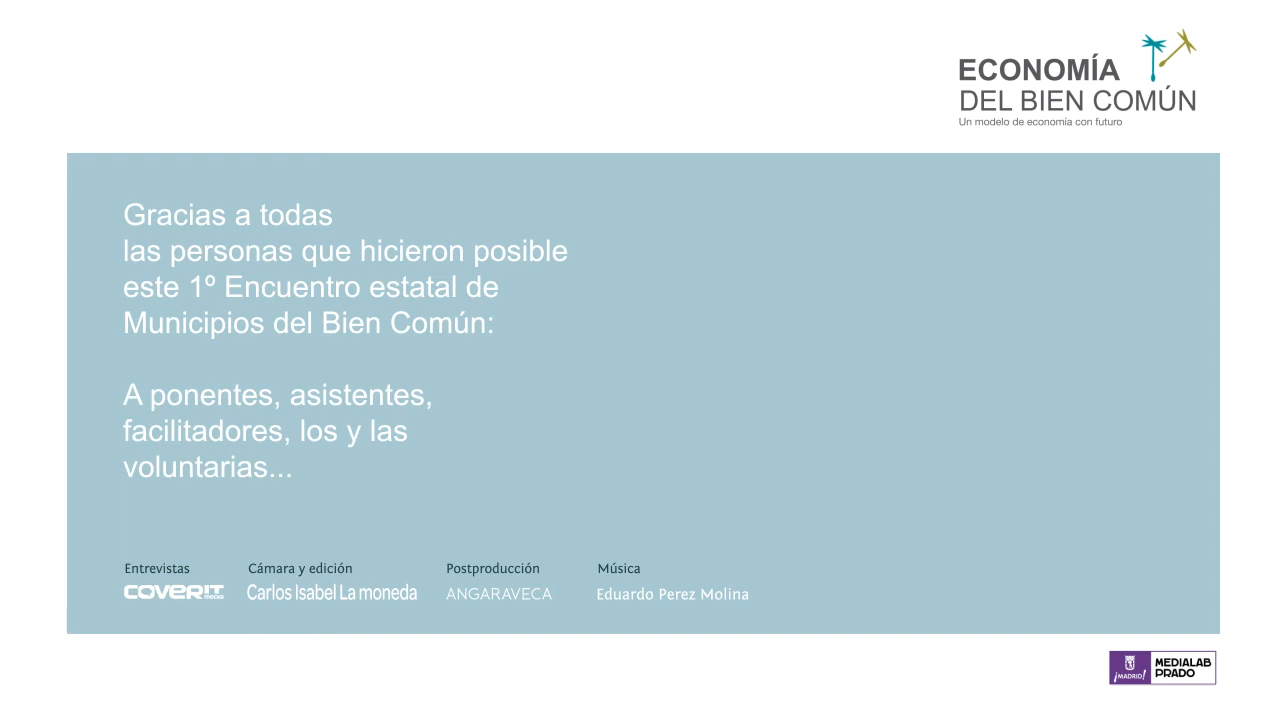 ECONOMÍA
DEL BIEN COMÚN
Un modelo de economía con futuro
Gracias a todas
las personas que hicieron posible
este 1º Encuentro estatal de
Municipios del Bien Común:
A ponentes, asistentes,
facilitadores, los y las
voluntarias...
Entrevistas
COVERIT
MEDIA
Cámara y edición
Carlos Isabel La moneda
Postproducción
ANGARAVECA
Música
Eduardo Perez Molina
¡MADRID!
MEDIALAB
PRADO